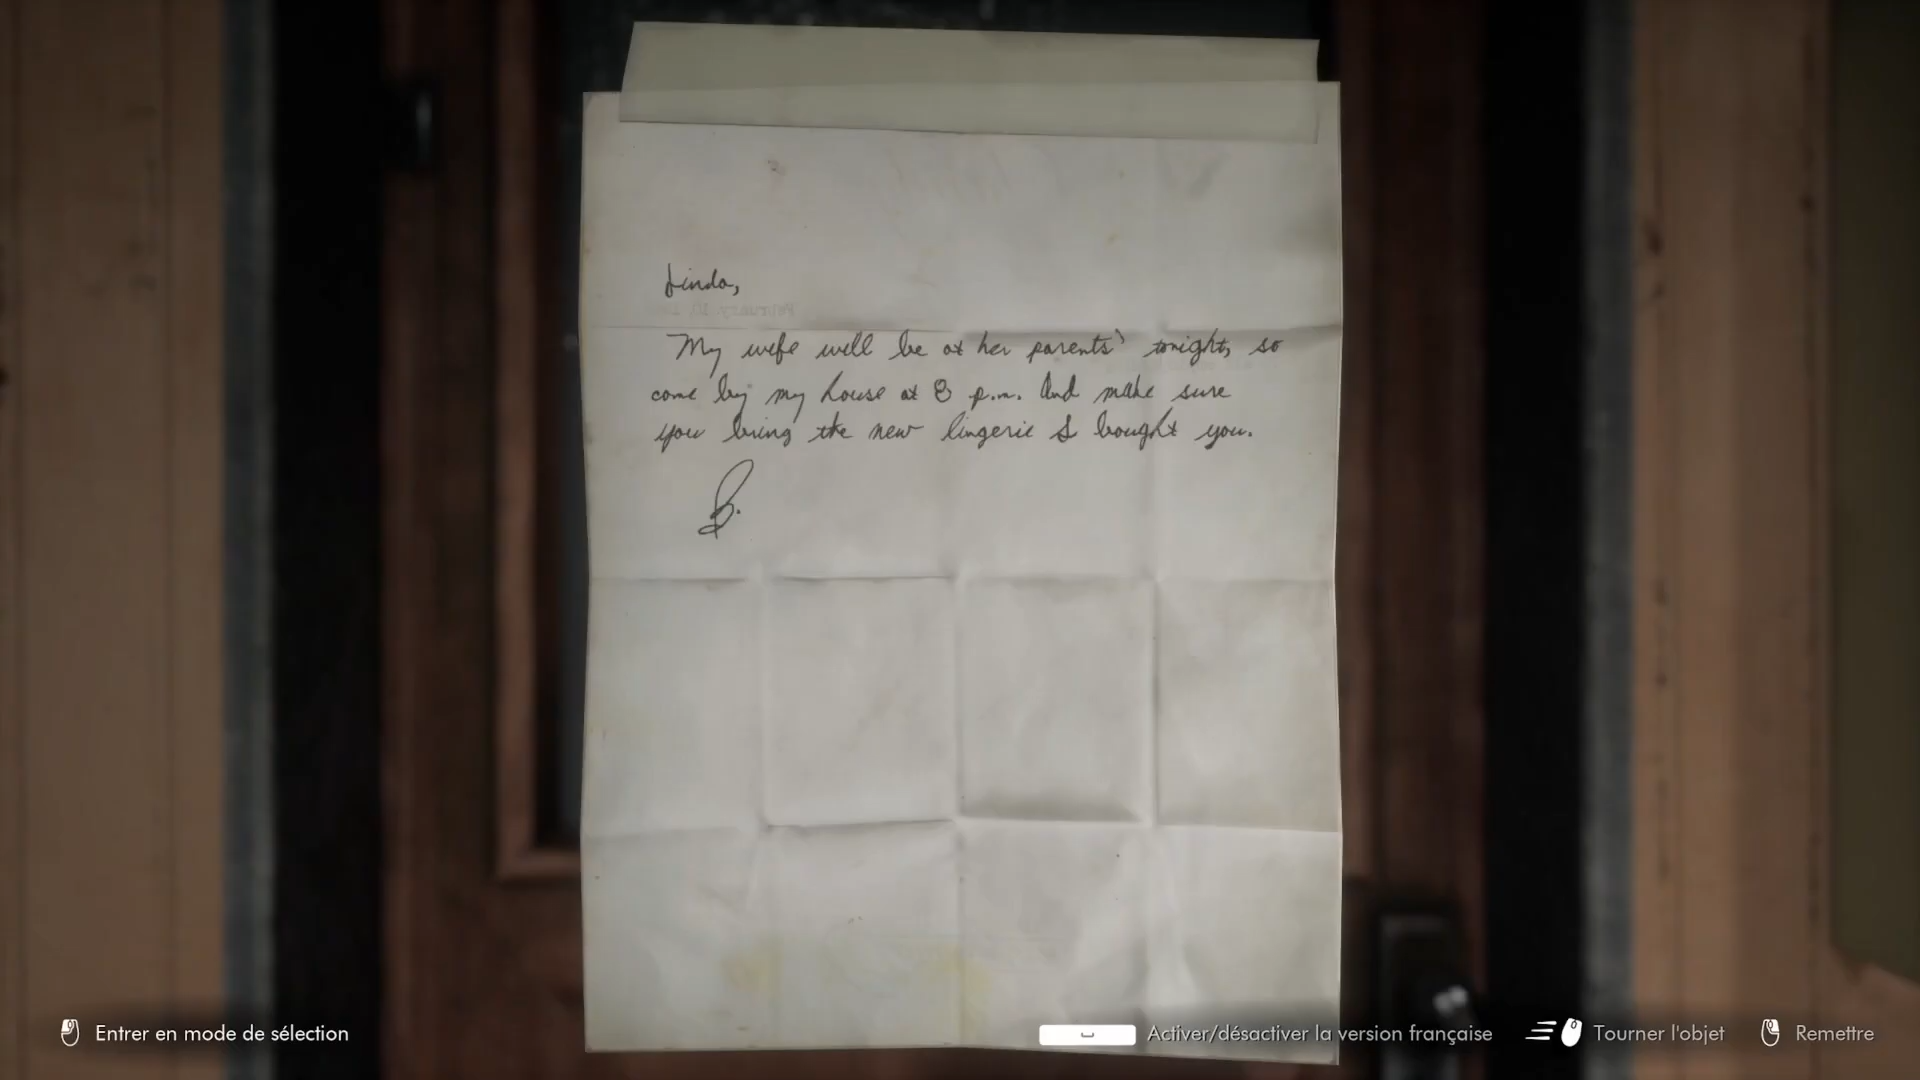 Linda,
My wife will be at her parents' tonight, so
come by my house at 8 p.m. And make sure
you bring the new lingerie I bought you.
B.
Entrer en mode de sélection
Activer/désactiver la version française
Tourner l'objet
Remettre